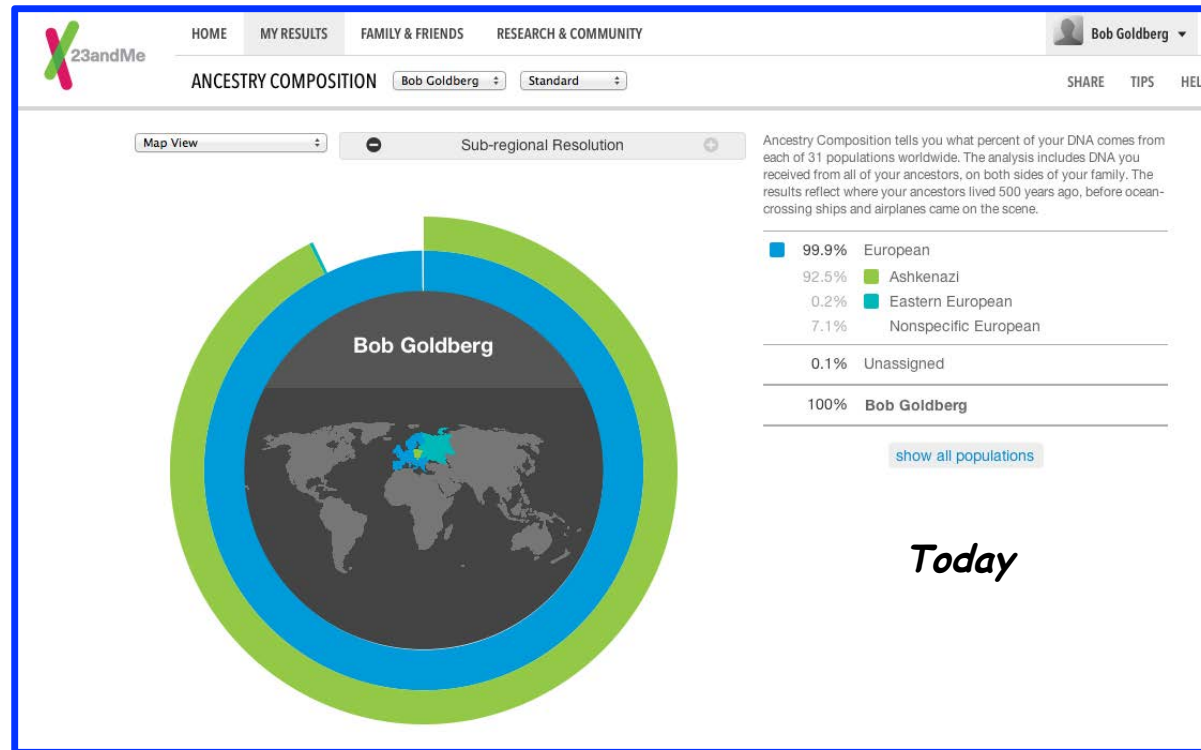 23andMe
HOME MY RESULTS FAMILY & FRIENDS RESEARCH & COMMUNITY
Bob Goldberg
ANCESTRY COMPOSITION Bob Goldberg Standard
SHARE TIPS HEL
Map View
Sub-regional Resolution
Ancestry Composition tells you what percent of your DNA comes from
each of 31 populations worldwide. The analysis includes DNA you
received from all of your ancestors, on both sides of your family. The
results reflect where your ancestors lived 500 years ago, before ocean-
crossing ships and airplanes came on the scene.
99.9% European
92.5% Ashkenazi
0.2% Eastern European
7.1% Nonspecific European
0.1% Unassigned
100% Bob Goldberg
show all populations
Bob Goldberg
Today